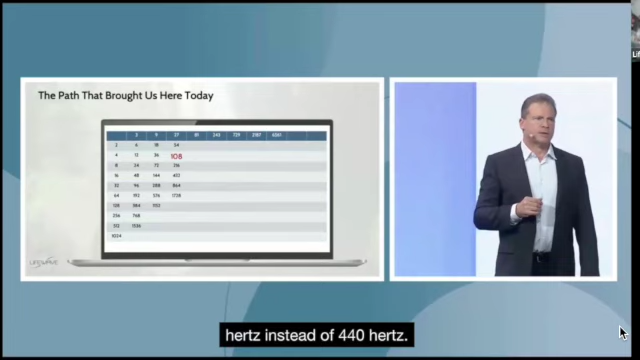 The Path That Brought Us Here Today
3 9 27 81 243 729 2187 6561
2 6 18 54
4 12 36 108
8 24 72 216
16 48 144 432
32 96 288 864
64 192 576 1728
128 384 1152
256 768
512 1536
1024
LIFEWAVE
hertz instead of 440 hertz.